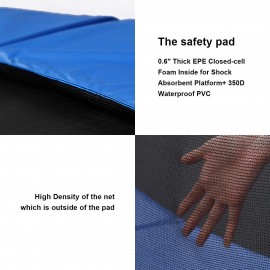 The safety pad
0.6" Thick EPE Closed-cell
Foam Inside for Shock
Absorbent Platform+ 350D
Waterproof PVC
High Density of the net
which is outside of the pad